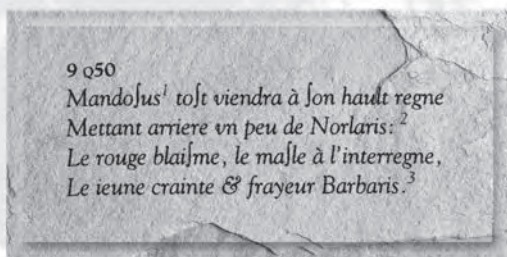 9 Q50
Mandoſus¹ toſt viendra à ſon hault regne
Mettant arriere vn peu de Norlaris: ²
Le rouge blaiſme, le maſle à l'interregne,
Le ieune crainte & frayeur Barbaris.³